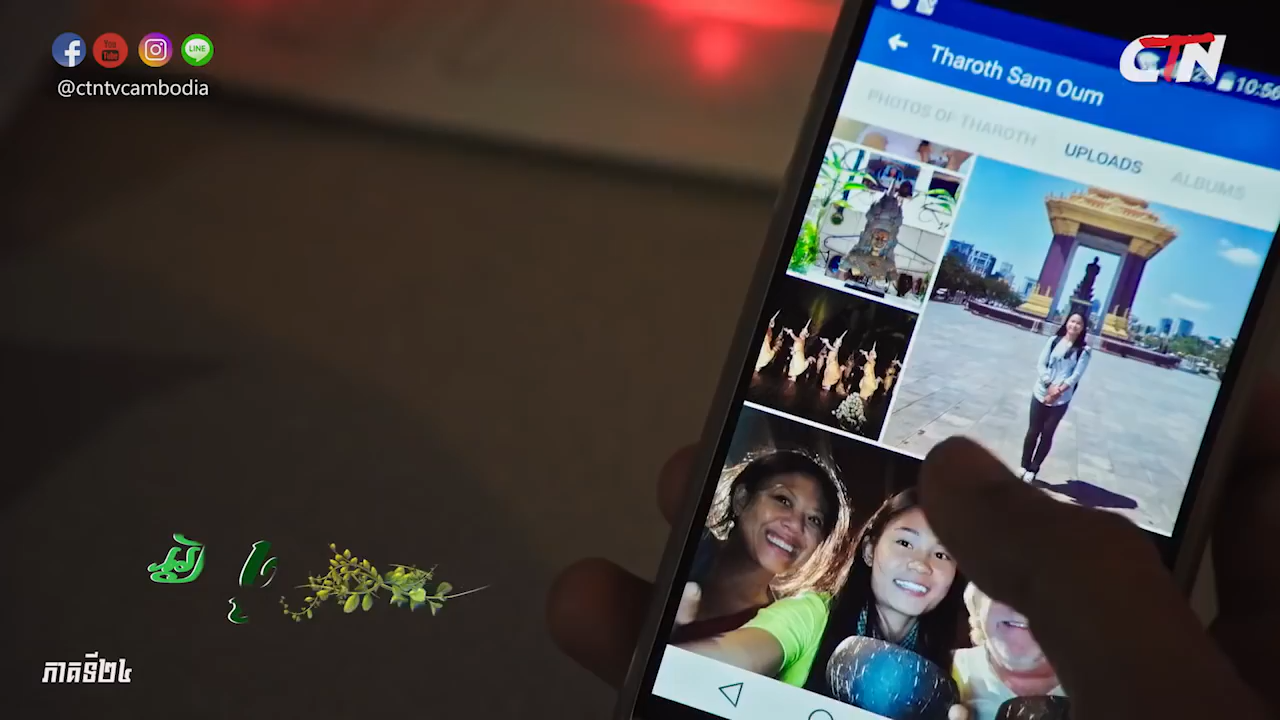 @ctntvcambodia
CTN
10:56
Tharoth Sam Oum
PHOTOS OF THAROTH
UPLOADS
ALBUMS
ភាគទី២៤